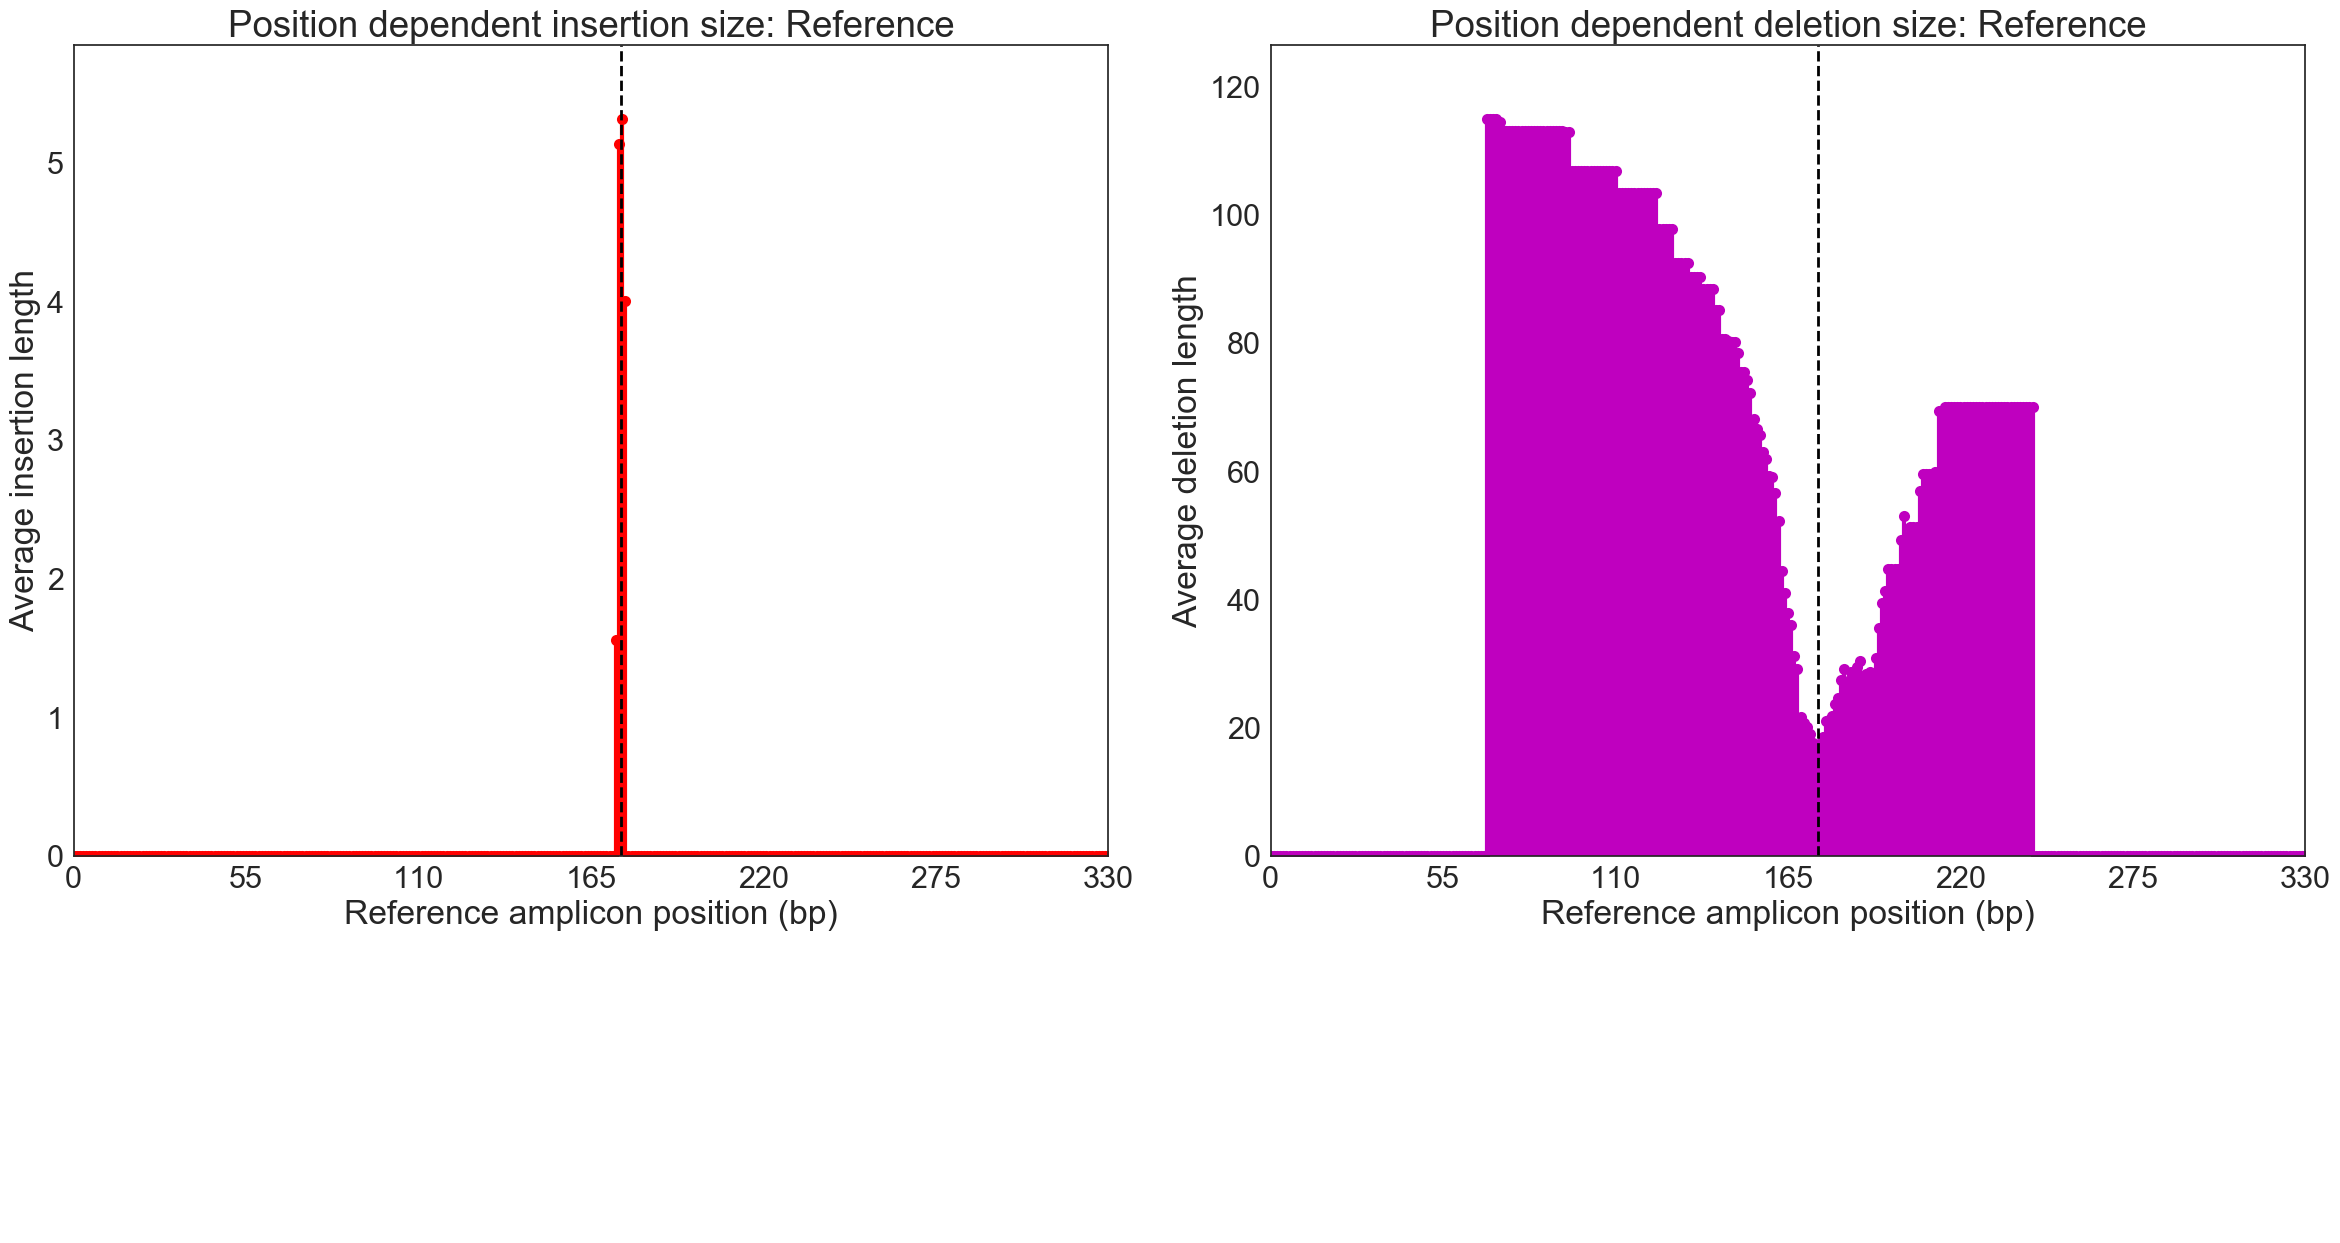 Position dependent insertion size: Reference
Average insertion length
5
4
3
2
1
0
0 55 110 165 220 275 330
Reference amplicon position (bp)
Position dependent deletion size: Reference
Average deletion length
120
100
80
60
40
20
0
0 55 110 165 220 275 330
Reference amplicon position (bp)